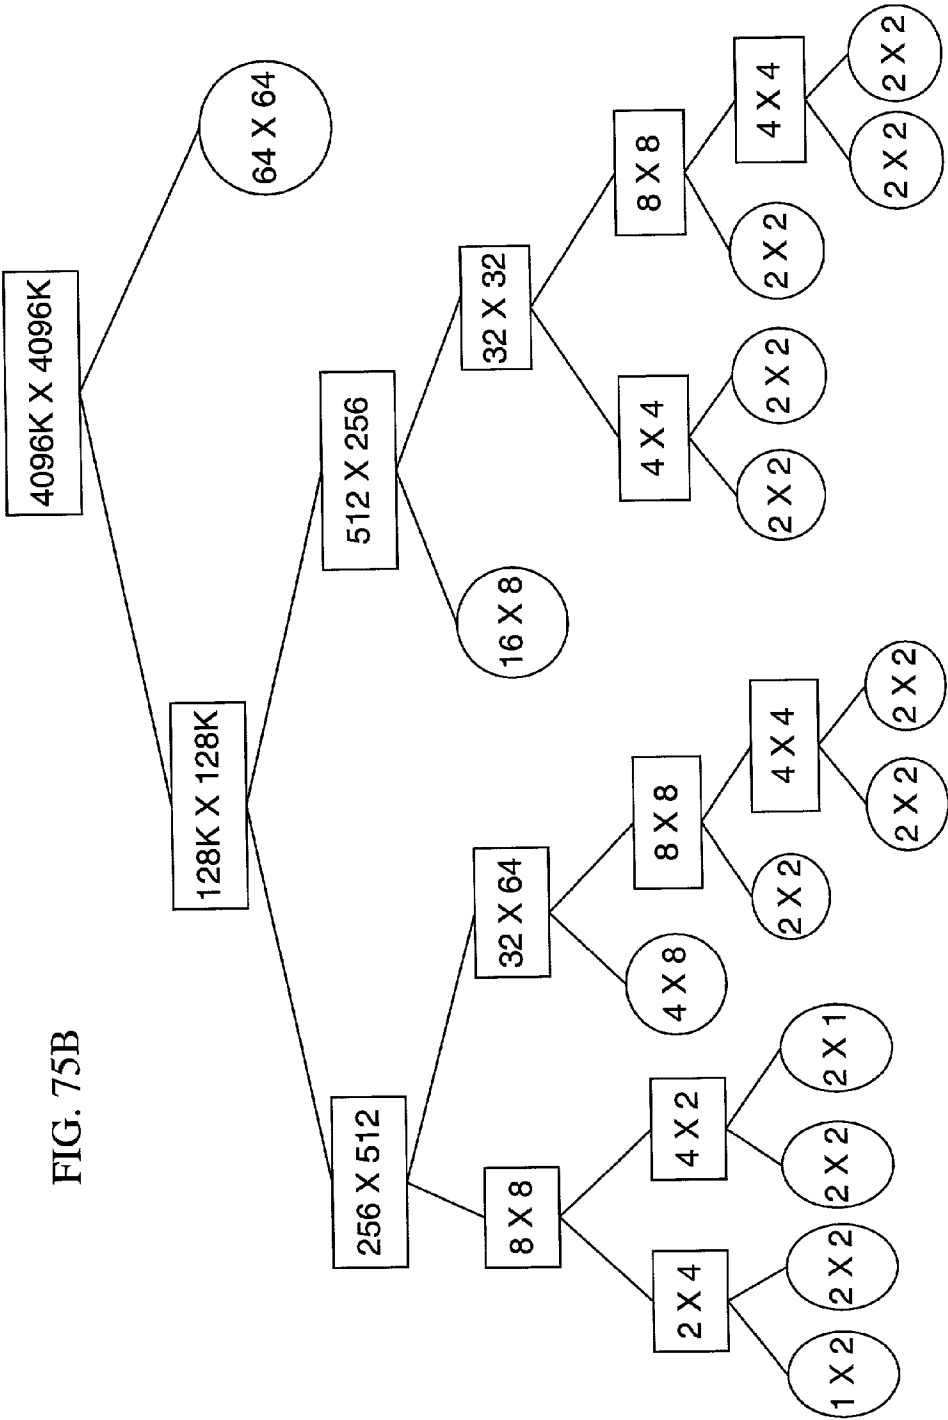 FIG. 75B
4096K X 4096K
128K X 128K
64 X 64
256 X 512
512 X 256
8 X 8
32 X 64
16 X 8
32 X 32
2 X 4
4 X 2
4 X 8
8 X 8
4 X 4
8 X 8
1 X 2
2 X 2
2 X 2
2 X 1
2 X 2
4 X 4
2 X 2
2 X 2
2 X 2
4 X 4
2 X 2
2 X 2
2 X 2
2 X 2